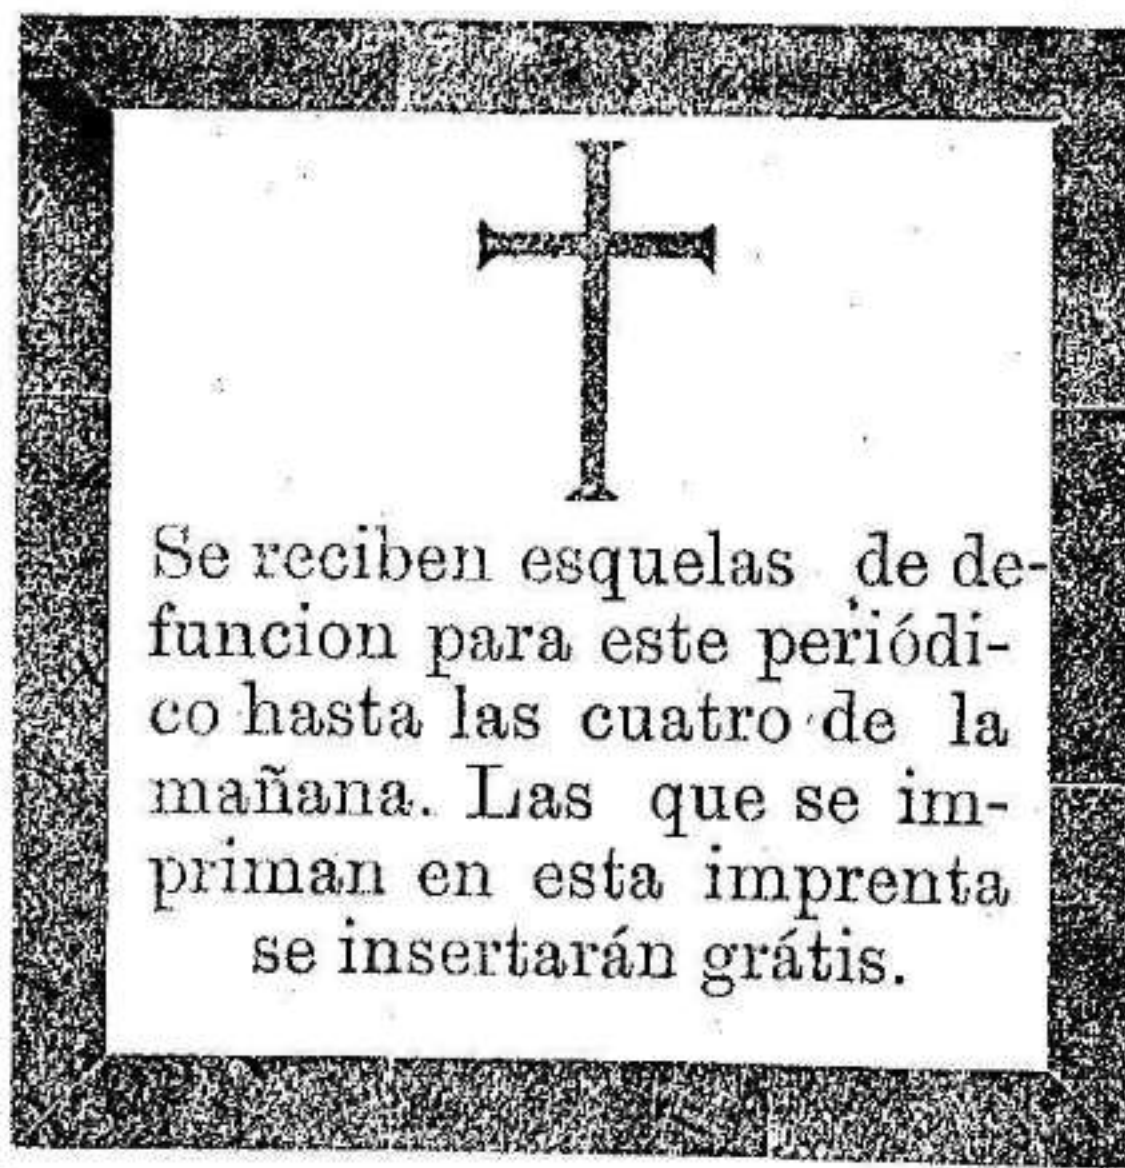 Se reciben esquelas de de-
funcion para este periódi-
co hasta las cuatro de la
mañana. Las que se im-
priman en esta imprenta
se insertarán grátis.